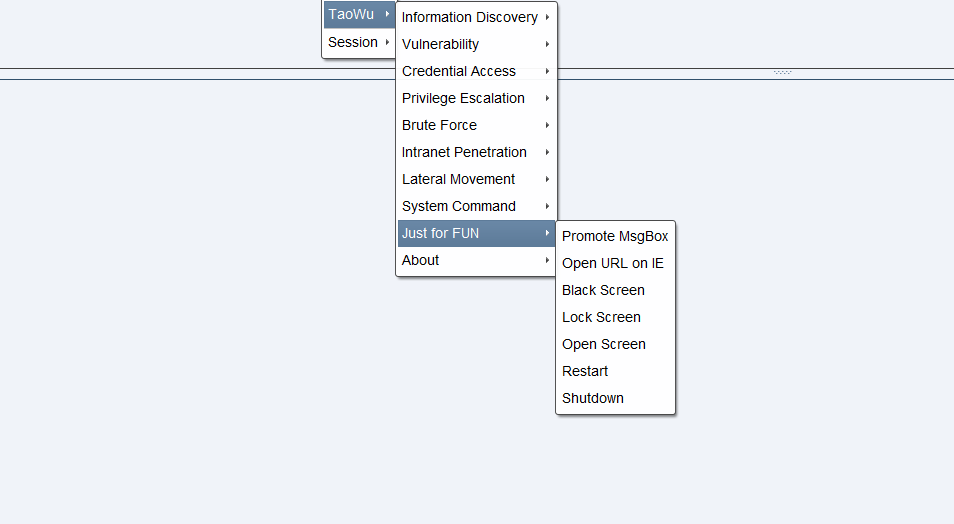 TaoWu
Session
Information Discovery
Vulnerability
Credential Access
Privilege Escalation
Brute Force
Intranet Penetration
Lateral Movement
System Command
Just for FUN
About
Promote MsgBox
Open URL on IE
Black Screen
Lock Screen
Open Screen
Restart
Shutdown